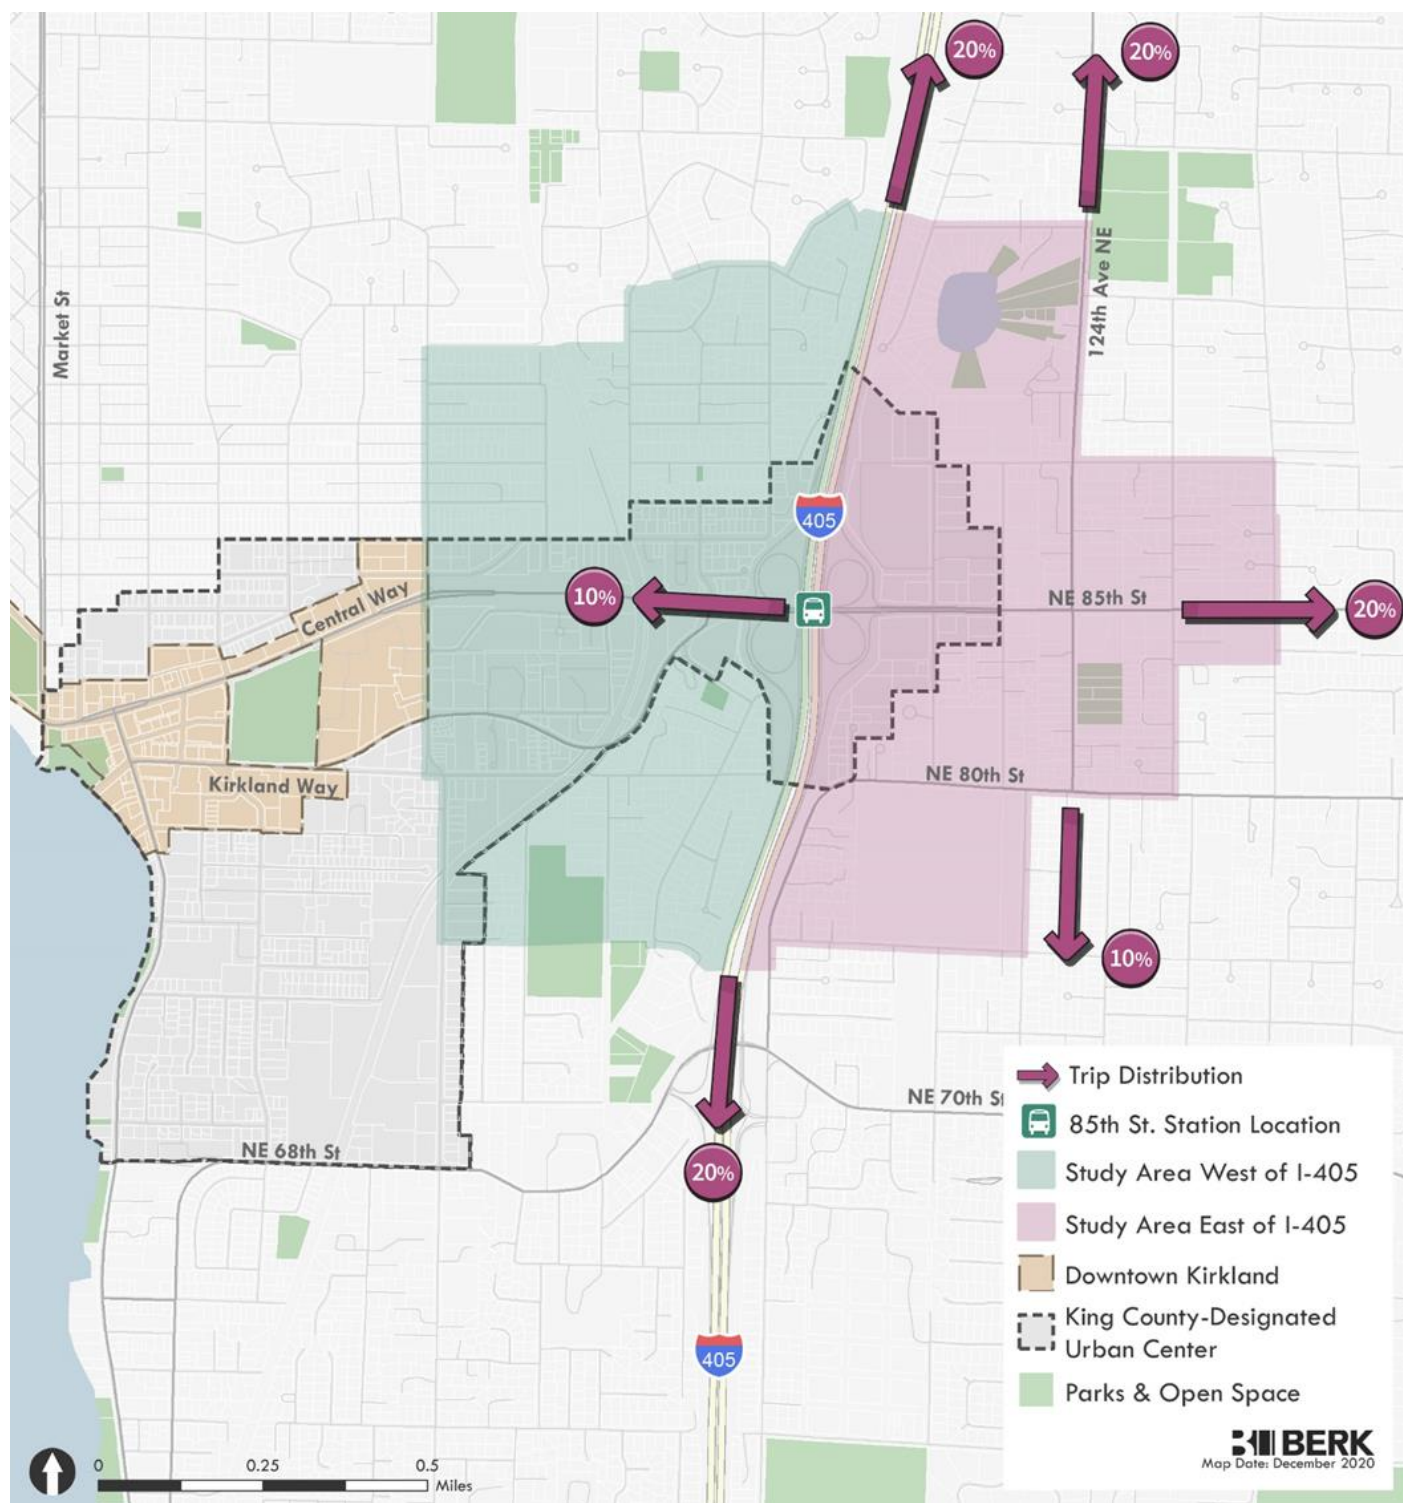 20%
20%
124th Ave NE
Market St
405
Central Way
10%
NE 85th St
20%
Kirkland Way
NE 80th St
10%
NE 70th St
NE 68th St
20%
405
Trip Distribution
85th St. Station Location
Study Area West of I-405
Study Area East of I-405
Downtown Kirkland
King County-Designated
Urban Center
Parks & Open Space
BERK
Map Date: December 2020
0 0.25 0.5
Miles